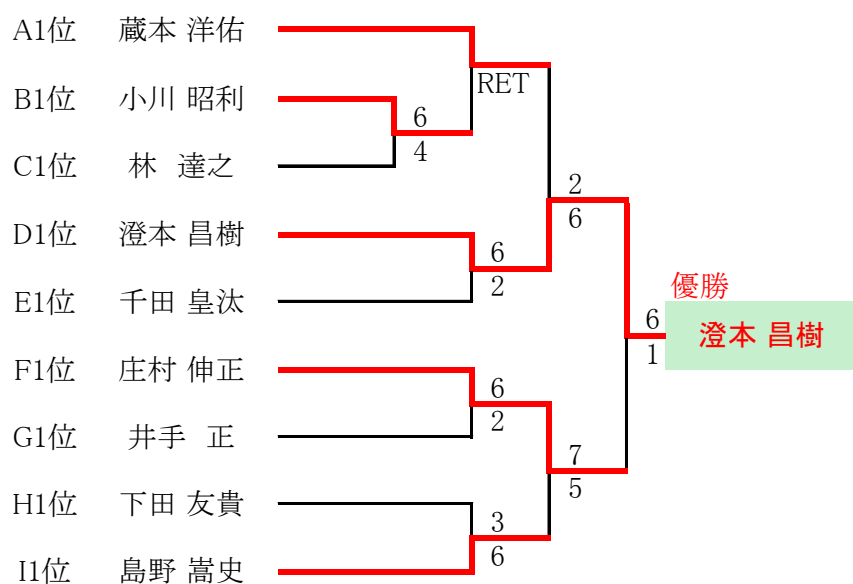 A1位 蔵本 洋佑
RET
B1位 小川 昭利
6
4
C1位 林 達之
2
6
D1位 澄本 昌樹
6
2
E1位 千田 皇汰
優勝
6
1
澄本 昌樹
F1位 庄村 伸正
6
2
G1位 井手 正
7
5
H1位 下田 友貴
3
6
I1位 島野 嵩史